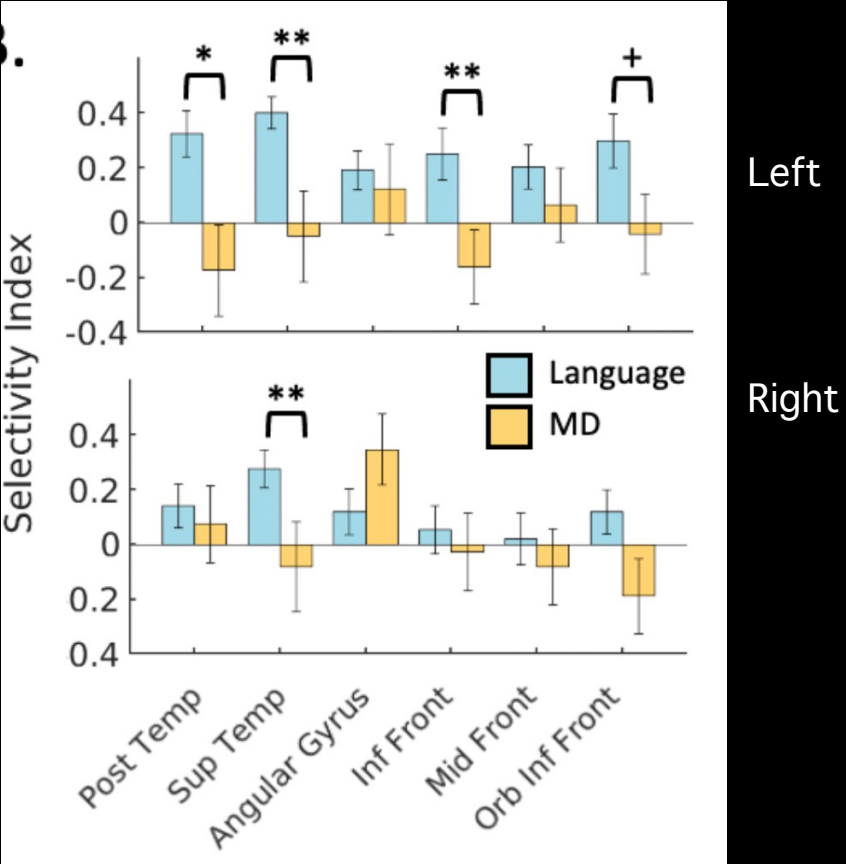 B.
* ** ** +
0.4
0.2
0
-0.2
-0.4
Left
Selectivity Index
Language
MD
Right
**
0.4
0.2
0
0.2
0.4
Post Temp
Sup Temp
Angular Gyrus
Inf Front
Mid Front
Orb Inf Front